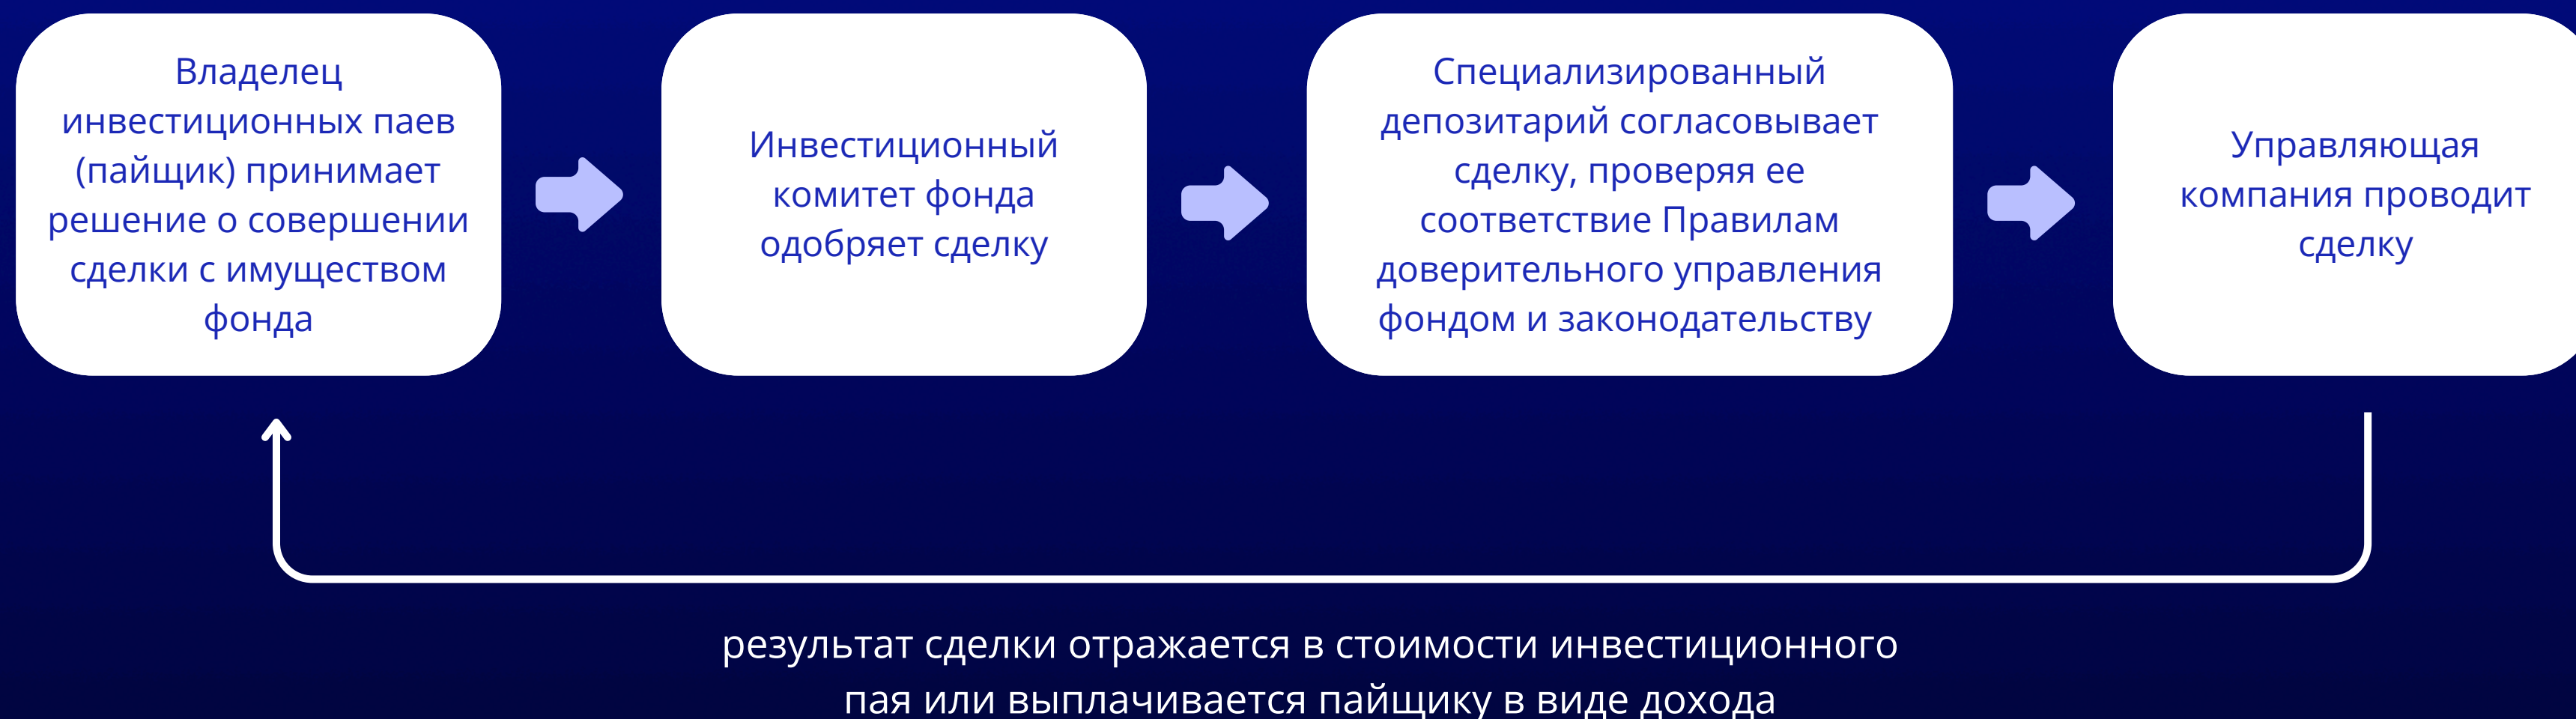 Владелец
инвестиционных паев
(пайщик) принимает
решение о совершении
сделки с имуществом
фонда
Инвестиционный
комитет фонда
одобряет сделку
Специализированный
депозитарий согласовывает
сделку, проверяя ее
соответствие Правилам
доверительного управления
фондом и законодательству
Управляющая
компания проводит
сделку
результат сделки отражается в стоимости инвестиционного
пая или выплачивается пайщику в виде дохода